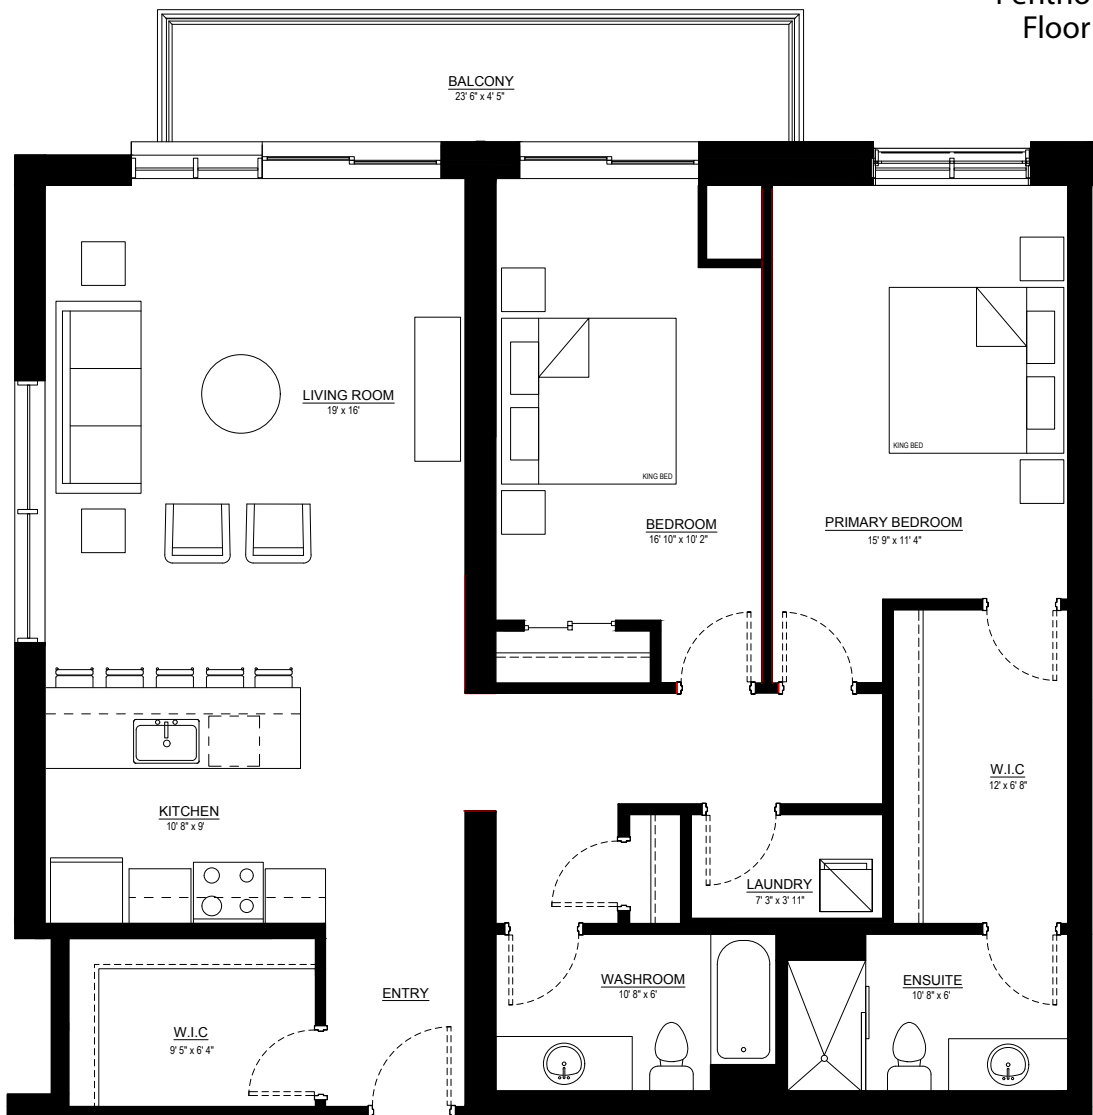 Floor
BALCONY
23' 6" x 4' 5"
LIVING ROOM
19' x 16'
KING BED
KING BED
BEDROOM
16' 10" x 10' 2"
PRIMARY BEDROOM
15' 9" x 11' 4"
W.I.C
12' x 6' 8"
KITCHEN
10' 8" x 9'
LAUNDRY
7' 3" x 3' 11"
WASHROOM
10' 8" x 6'
ENSUITE
10' 8" x 6'
ENTRY
W.I.C
9' 5" x 6' 4"